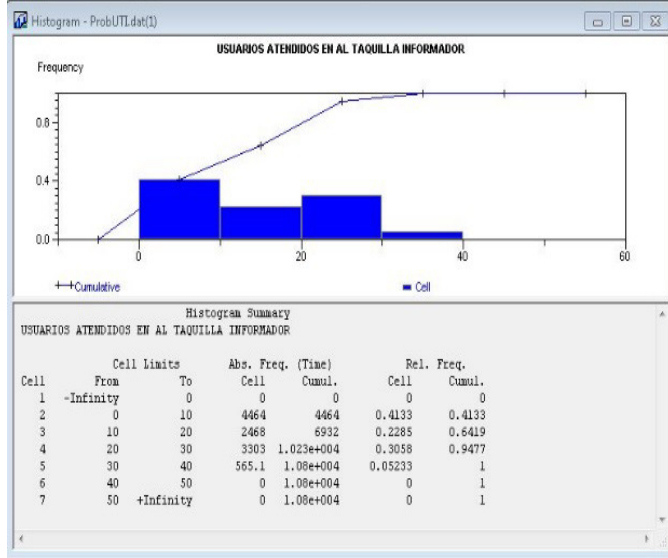 Histogram - ProbUTI.dat(1)
USUARIOS ATENDIDOS EN AL TAQUILLA INFORMADOR
Frequency
0.8
0.4
0.0
0 20 40 60
Cumulative Cell
Histogram Summary
USUARIOS ATENDIDOS EN AL TAQUILLA INFORMADOR
Cell Limits Abs. Freq. (Time) Rel. Freq.
Cell From To Cell Cumul. Cell Cumul.
1 -Infinity 0 0 0 0 0
2 0 10 4464 4464 0.4133 0.4133
3 10 20 2468 6932 0.2285 0.6419
4 20 30 3303 1.023e+004 0.3058 0.9477
5 30 40 565.1 1.08e+004 0.05233 1
6 40 50 0 1.08e+004 0 1
7 50 +Infinity 0 1.08e+004 0 1